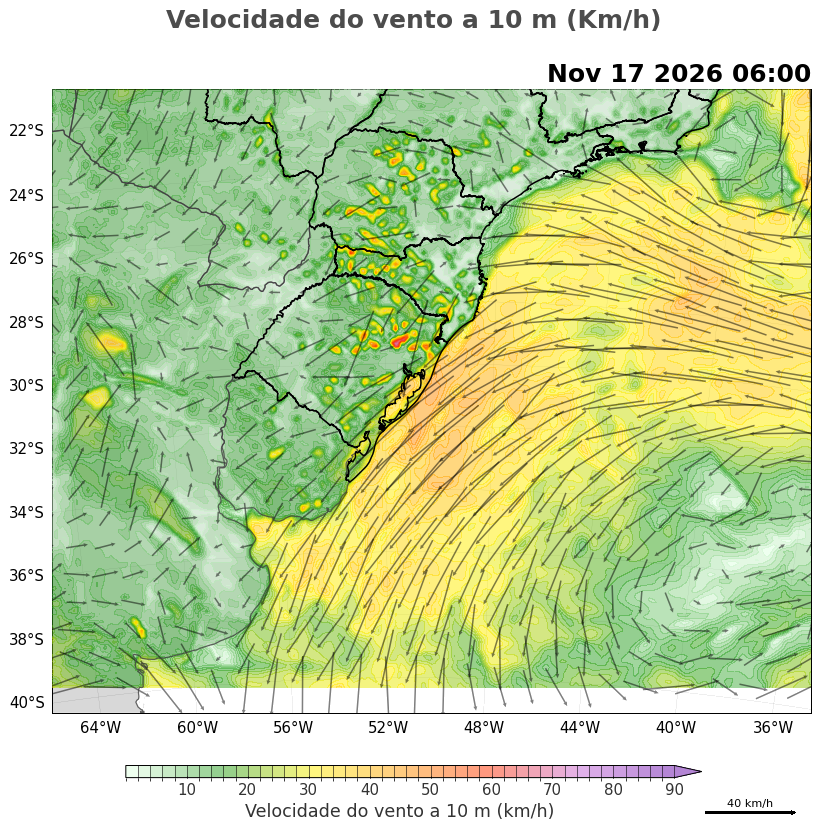 Velocidade do vento a 10 m (Km/h)
Nov 17 2026 06:00
22°S
24°S
26°S
28°S
30°S
32°S
34°S
36°S
38°S
40°S
64°W 60°W 56°W 52°W 48°W 44°W 40°W 36°W
10 20 30 40 50 60 70 80 90
Velocidade do vento a 10 m (km/h)
40 km/h